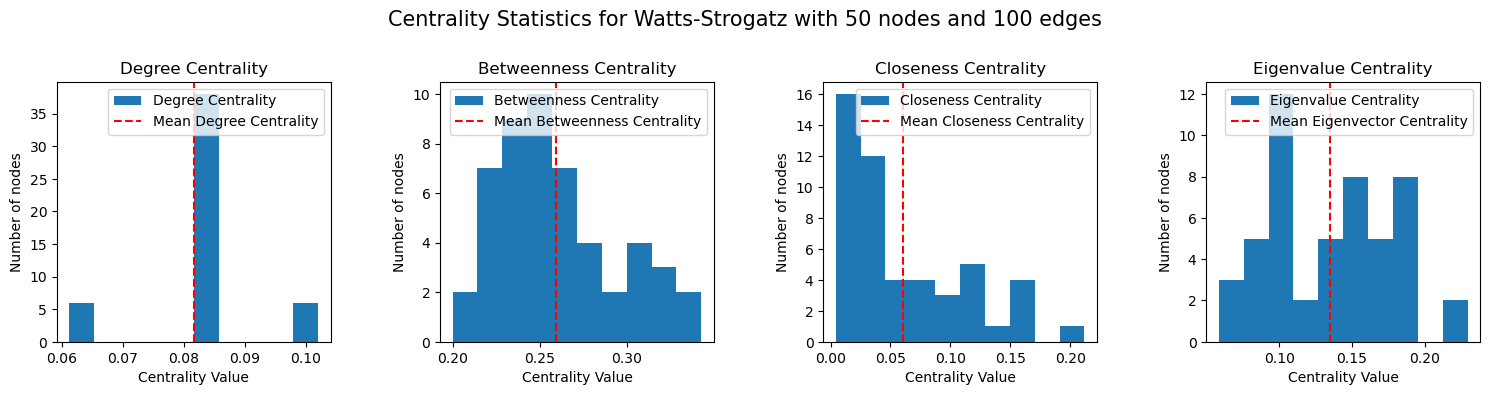 Centrality Statistics for Watts-Strogatz with 50 nodes and 100 edges
Degree Centrality
Number of nodes
35
30
25
20
15
10
5
0
Degree Centrality
Mean Degree Centrality
0.06 0.07 0.08 0.09 0.10
Centrality Value
Betweenness Centrality
Number of nodes
10
8
6
4
2
0
Betweenness Centrality
Mean Betweenness Centrality
0.20 0.25 0.30
Centrality Value
Closeness Centrality
Number of nodes
16
14
12
10
8
6
4
2
0
Closeness Centrality
Mean Closeness Centrality
0.00 0.05 0.10 0.15 0.20
Centrality Value
Eigenvalue Centrality
Number of nodes
12
10
8
6
4
2
0
Eigenvalue Centrality
Mean Eigenvector Centrality
0.10 0.15 0.20
Centrality Value